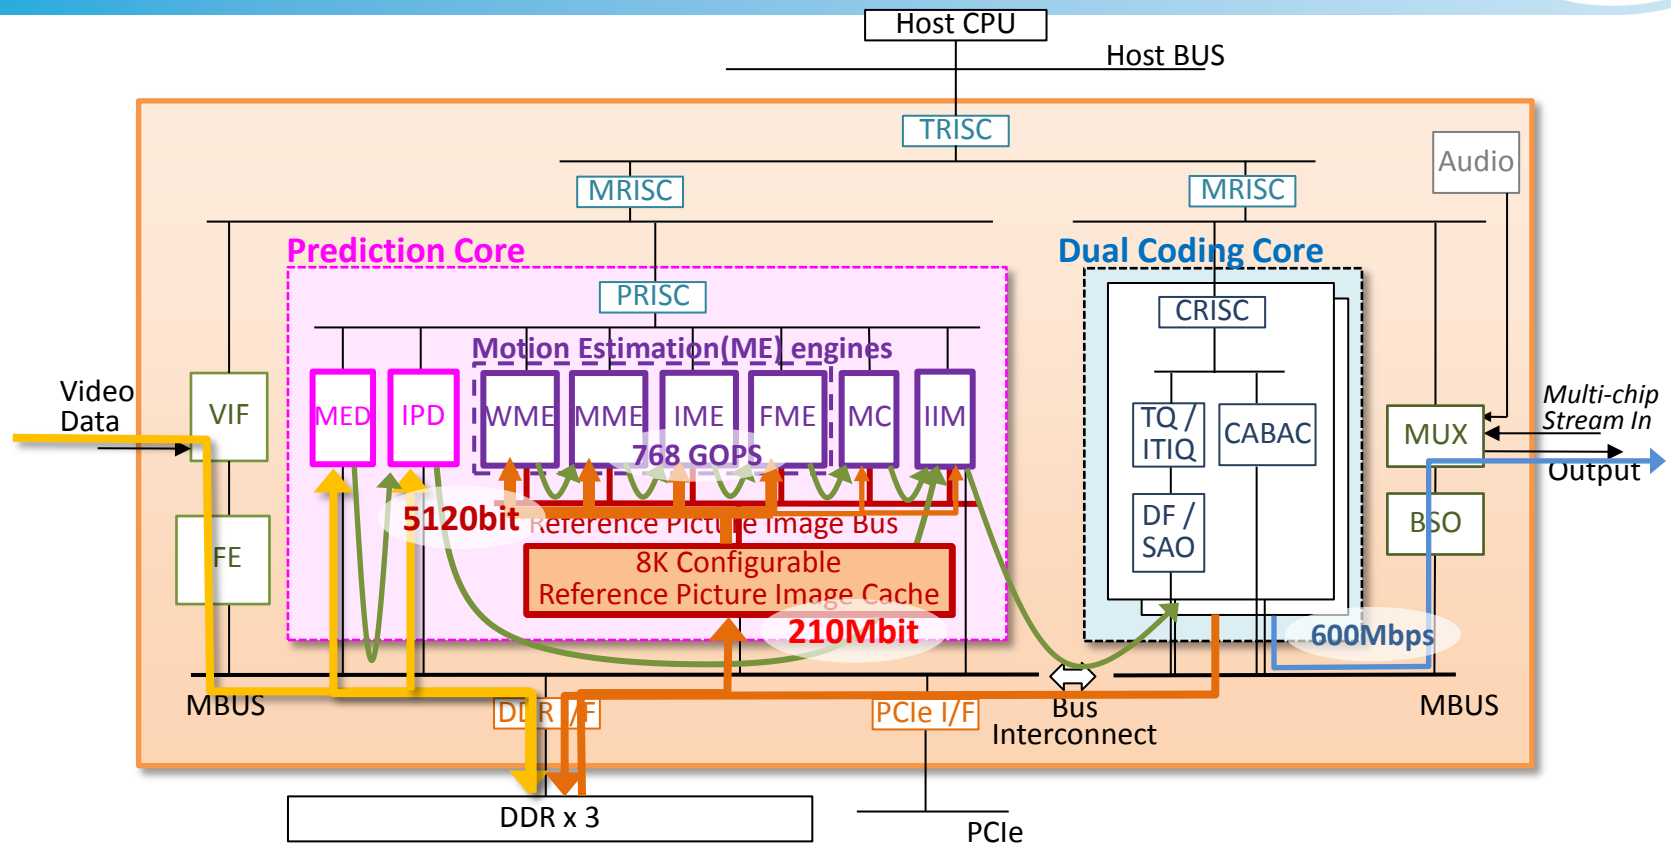 Host CPU
Host BUS
TRISC
MRISC
MRISC
Audio
Prediction Core
Dual Coding Core
PRISC
CRISC
Motion Estimation(ME) engines
Video
Data
VIF
MED
IPD
WME
MME
IME
FME
MC
IIM
768 GOPS
TQ /
ITIQ
CABAC
MUX
Multi-chip
Stream In
Output
FE
5120bit
Reference Picture Image Bus
DF /
SAO
BSO
8K Configurable
Reference Picture Image Cache
210Mbit
600Mbps
MBUS
DDR I/F
PCIe I/F
Bus
Interconnect
MBUS
DDR x 3
PCIe